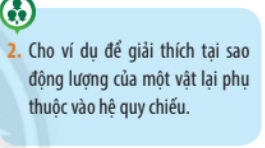 2. Cho ví dụ để giải thích tại sao
động lượng của một vật lại phụ
thuộc vào hệ quy chiếu.